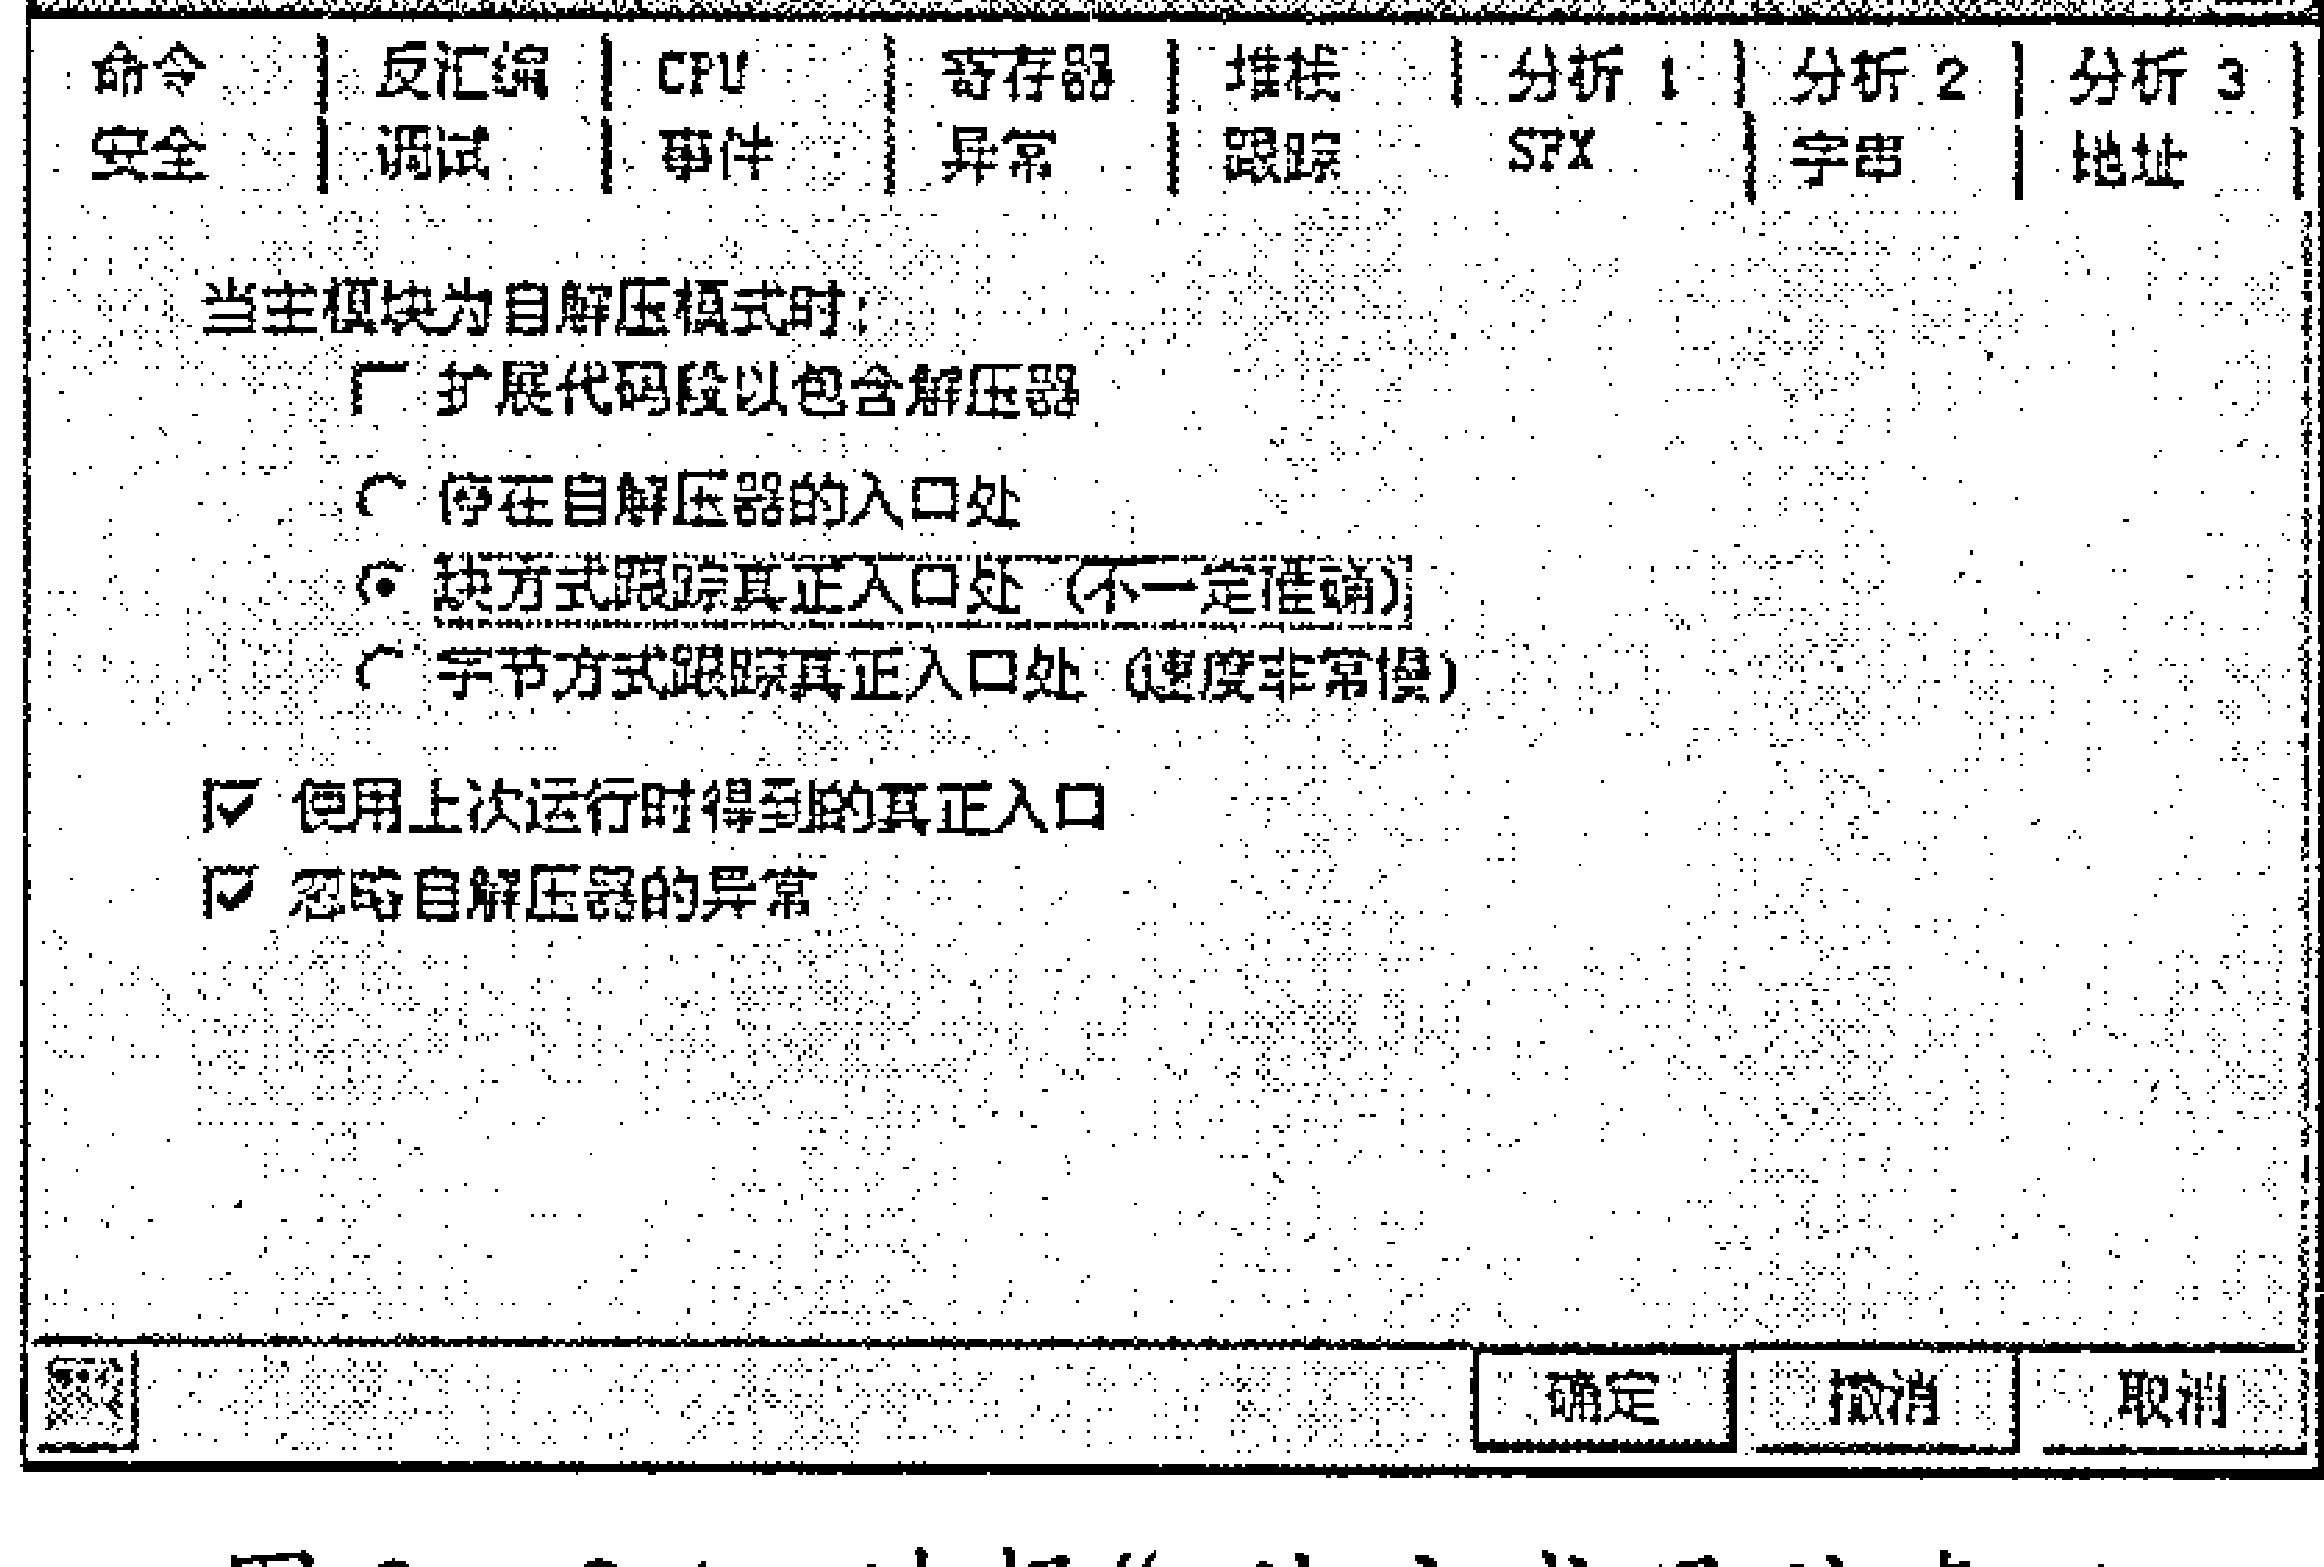 命令 反汇编 CPU 寄存器 堆栈 分析 1 分析 2 分析 3
安全 调试 事件 异常 跟踪 SFX 字串 地址
当主模块为自解压模式时:
扩展代码段以包含解压器
停在自解压器的入口处
块方式跟踪真正入口处 (不一定准确)
字节方式跟踪真正入口处 (速度非常慢)
使用上次运行时得到的真正入口
忽略自解压器的异常
确定 撤消 取消